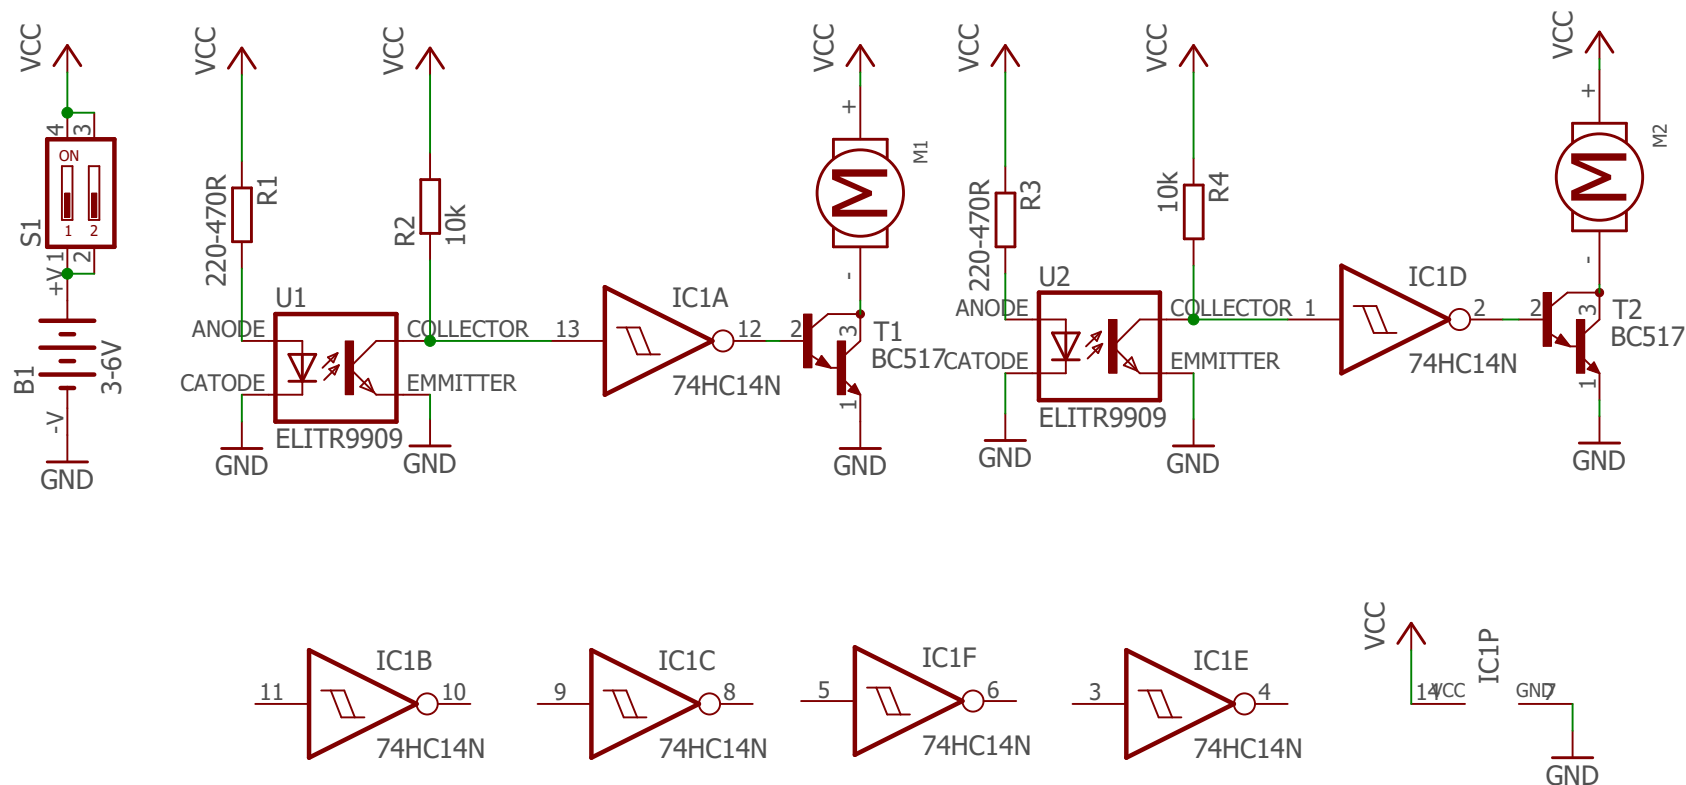 VCC
4
3
ON
1
2
S1
1
2
+V
B1
3-6V
-V
GND
VCC
220-470R
R1
VCC
R2
10k
U1
ANODE
CATODE
COLLECTOR
EMMITTER
ELITR9909
GND
GND
13
IC1A
12
74HC14N
VCC
+
M
M1
-
2
3
T1
BC517
1
GND
VCC
220-470R
R3
VCC
10k
R4
U2
ANODE
CATODE
COLLECTOR
EMMITTER
ELITR9909
GND
GND
1
IC1D
2
74HC14N
VCC
+
M
M2
-
2
3
T2
BC517
1
GND
11
IC1B
10
74HC14N
9
IC1C
8
74HC14N
5
IC1F
6
74HC14N
3
IC1E
4
74HC14N
VCC
IC1P
14
VCC
GND
7
GND